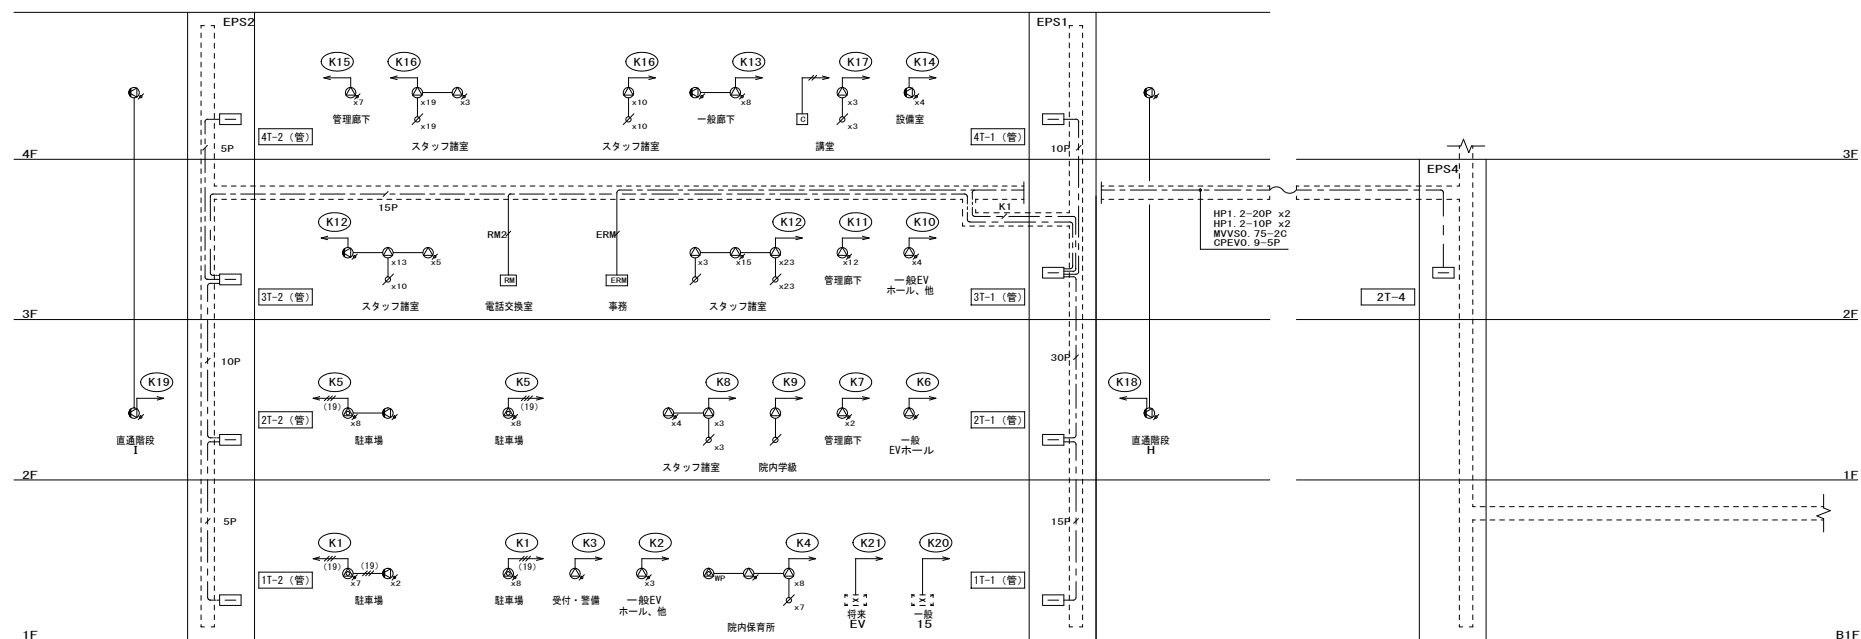 EPS2
EPS1
K15
K16
K16
K13
K17
K14
x7
x19
x3
x10
x8
x3
x4
管理廊下
x19
x10
一般廊下
C
x3
設備室
4T-2（管）
スタッフ諸室
スタッフ諸室
講堂
4T-1（管）
5P
10P
4F
3F
EPS4
15P
K1
HP1.2-20P x2
HP1.2-10P x2
MVVS0.75-2C
CPEV0.9-5P
K12
RM2
ERM
K12
K11
K10
x13
x5
x3
x15
x23
x12
x4
x10
RM
ERM
x23
管理廊下
一般EV
ホール、他
3T-2（管）
スタッフ諸室
電話交換室
事務
スタッフ諸室
3T-1（管）
2T-4
3F
2F
10P
30P
K19
K5
K5
K8
K9
K7
K6
K18
(19)
(19)
x8
x8
x4
x3
x2
2T-2（管）
2T-1（管）
直通階段
I
駐車場
駐車場
x3
管理廊下
一般
EVホール
直通階段
H
スタッフ諸室
院内学級
2F
1F
5P
15P
K1
K1
K3
K2
K4
K21
K20
(19)
(19)
(19)
x7
x2
x8
x3
WP
x8
1T-2（管）
1T-1（管）
駐車場
駐車場
受付・警備
一般EV
ホール、他
x7
X
X
将来
EV
一般
15
院内保育所
1F
B1F